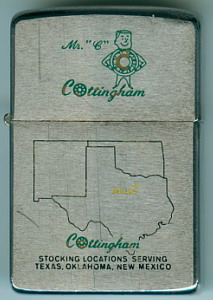 Mr. "C"
Cottingham
Cottingham
STOCKING LOCATIONS SERVING
TEXAS, OKLAHOMA, NEW MEXICO